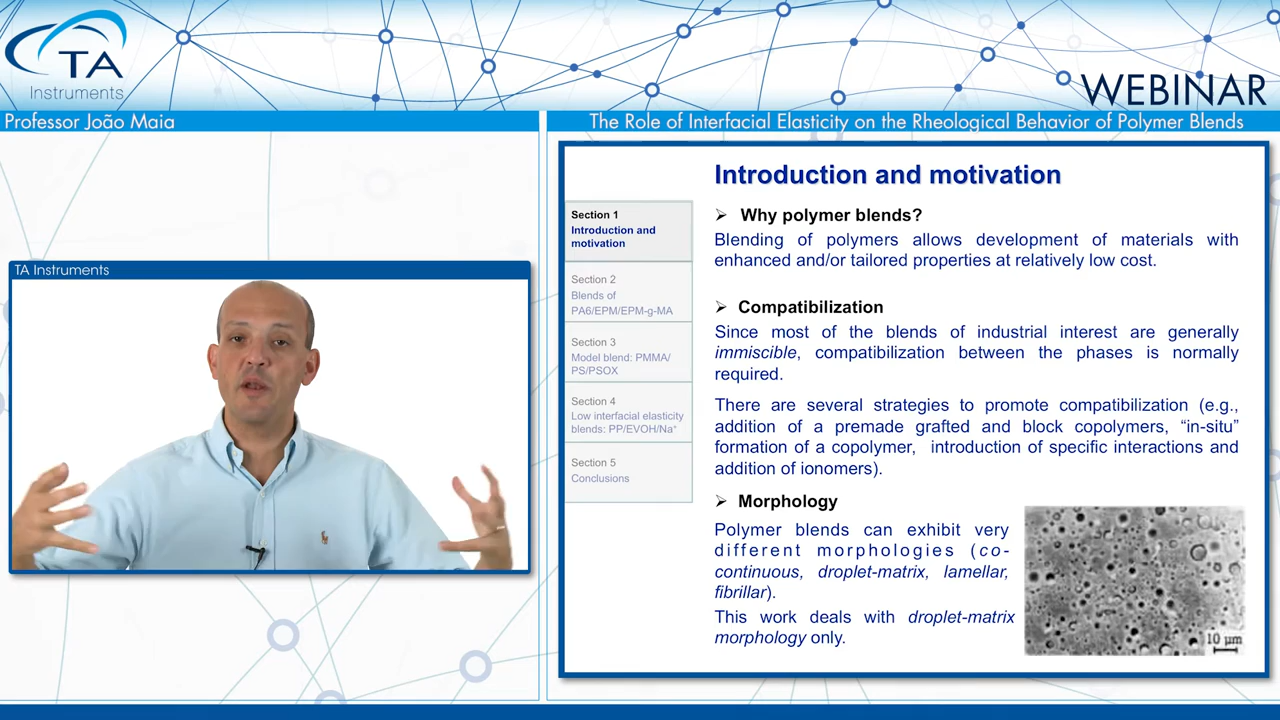 TA
Instruments
WEBINAR
Professor João Maia
The Role of Interfacial Elasticity on the Rheological Behavior of Polymer Blends
TA Instruments
Introduction and motivation
Section 1
Introduction and
motivation
Section 2
Blends of
PA6/EPM/EPM-g-MA
Section 3
Model blend: PMMA/
PS/PSOX
Section 4
Low interfacial elasticity
blends: PP/EVOH/Na⁺
Section 5
Conclusions
➢ Why polymer blends?
Blending of polymers allows development of materials with
enhanced and/or tailored properties at relatively low cost.
➢ Compatibilization
Since most of the blends of industrial interest are generally
immiscible, compatibilization between the phases is normally
required.
There are several strategies to promote compatibilization (e.g.,
addition of a premade grafted and block copolymers, “in-situ”
formation of a copolymer, introduction of specific interactions and
addition of ionomers).
➢ Morphology
Polymer blends can exhibit very
different morphologies (co-
continuous, droplet-matrix, lamellar,
fibrillar).
This work deals with droplet-matrix
morphology only.
10 µm